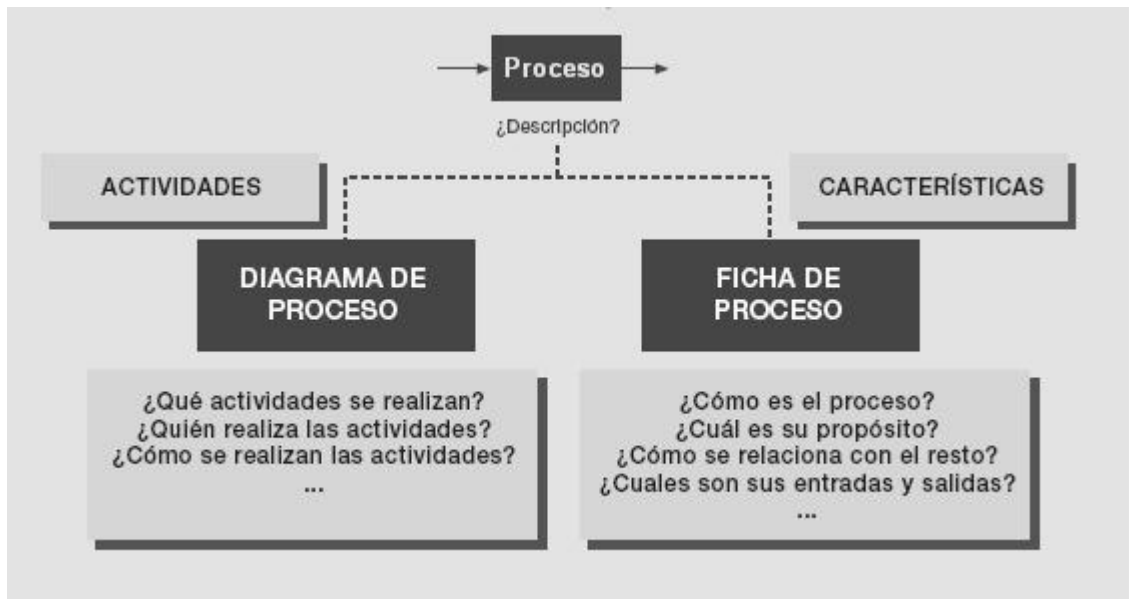 Proceso
¿Descripción?
ACTIVIDADES
CARACTERÍSTICAS
DIAGRAMA DE
PROCESO
FICHA DE
PROCESO
¿Qué actividades se realizan?
¿Quién realiza las actividades?
¿Cómo se realizan las actividades?
...
¿Cómo es el proceso?
¿Cuál es su propósito?
¿Cómo se relaciona con el resto?
¿Cuales son sus entradas y salidas?
...